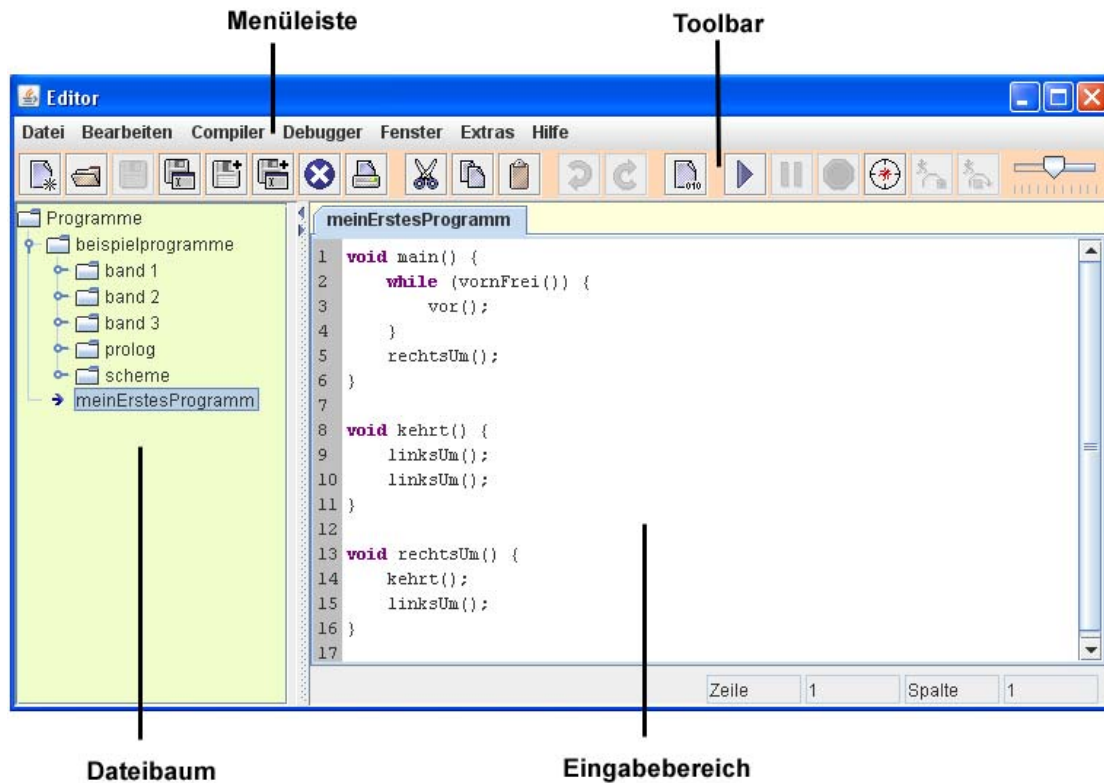 Menüleiste
Toolbar
Editor
Datei Bearbeiten Compiler Debugger Fenster Extras Hilfe
010
Programme
beispielprogramme
band 1
band 2
band 3
prolog
scheme
meinErstesProgramm
meinErstesProgramm
1 void main() {
2     while (vornFrei()) {
3         vor();
4     }
5     rechtsUm();
6 }
7
8 void kehrt() {
9     linksUm();
10     linksUm();
11 }
12
13 void rechtsUm() {
14     kehrt();
15     linksUm();
16 }
17
Zeile 1 Spalte 1
Dateibaum
Eingabebereich